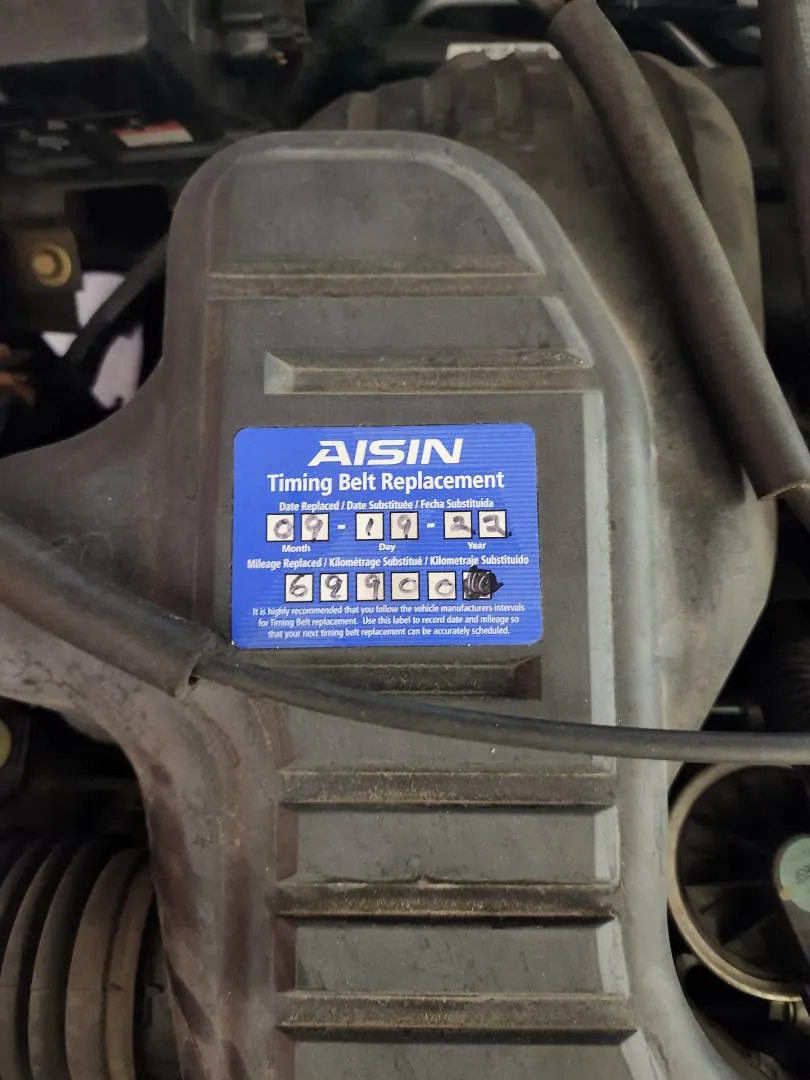 AISIN
Timing Belt Replacement
Date Replaced / Date Substituée / Fecha Substituida
09 - 19 - 22
Month Day Year
Mileage Replaced / Kilométrage Substitué / Kilometraje Substituido
69900
It is highly recommended that you follow the vehicle manufacturers intervals
for Timing Belt replacement. Use this label to record date and mileage so
that your next timing belt replacement can be accurately scheduled.